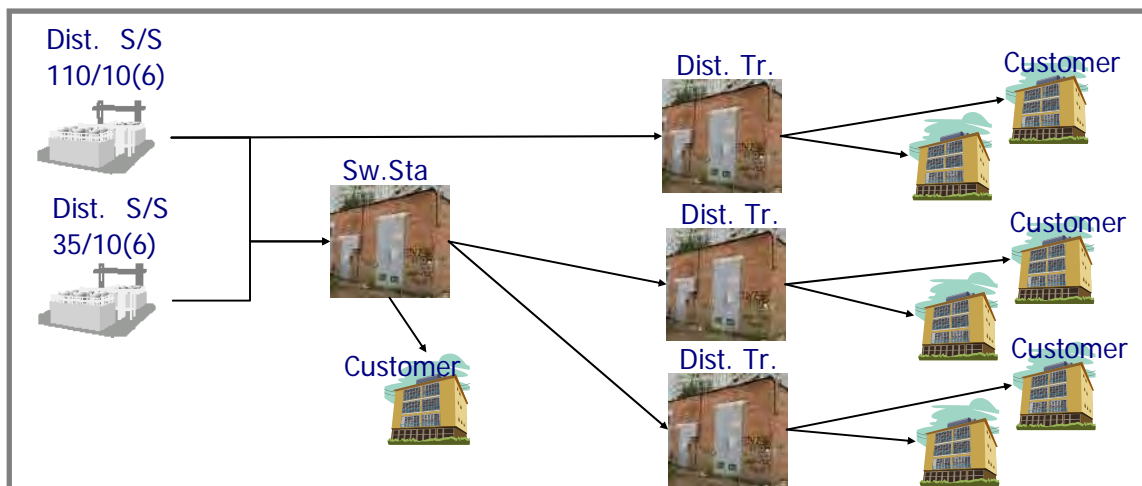 Dist. S/S
110/10(6)
Dist. Tr.
Customer
Sw.Sta
Dist. S/S
35/10(6)
Dist. Tr.
Customer
Customer
Dist. Tr.
Customer